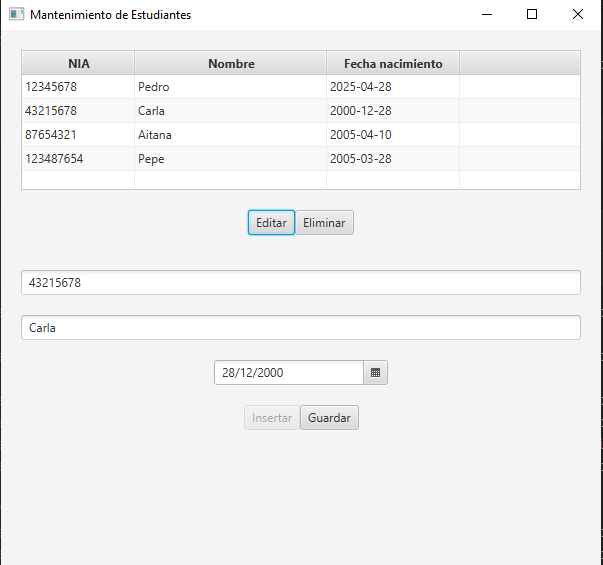 Mantenimiento de Estudiantes
NIA Nombre Fecha nacimiento
12345678 Pedro 2025-04-28
43215678 Carla 2000-12-28
87654321 Aitana 2005-04-10
123487654 Pepe 2005-03-28
Editar Eliminar
43215678
Carla
28/12/2000
Insertar Guardar